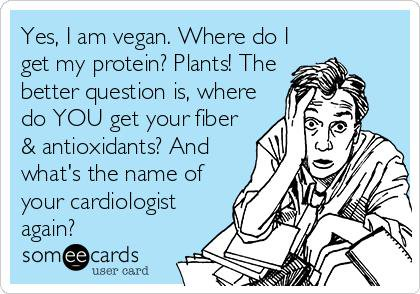 Yes, I am vegan. Where do I
get my protein? Plants! The
better question is, where
do YOU get your fiber
& antioxidants? And
what's the name of
your cardiologist
again?
someecards
user card